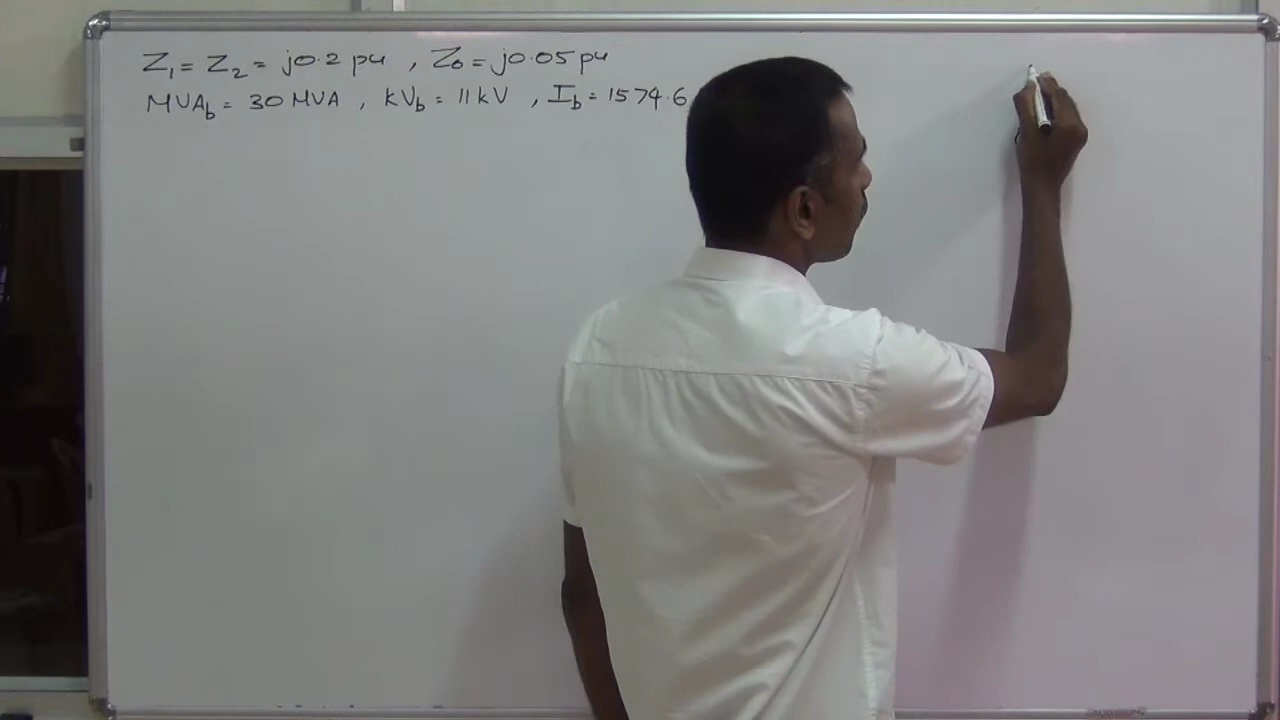 Z₁ = Z₂ = j0.2 pu , Z₀ = j0.05 pu
MVA_b = 30 MVA , kV_b = 11 kV , I_b = 1574.6